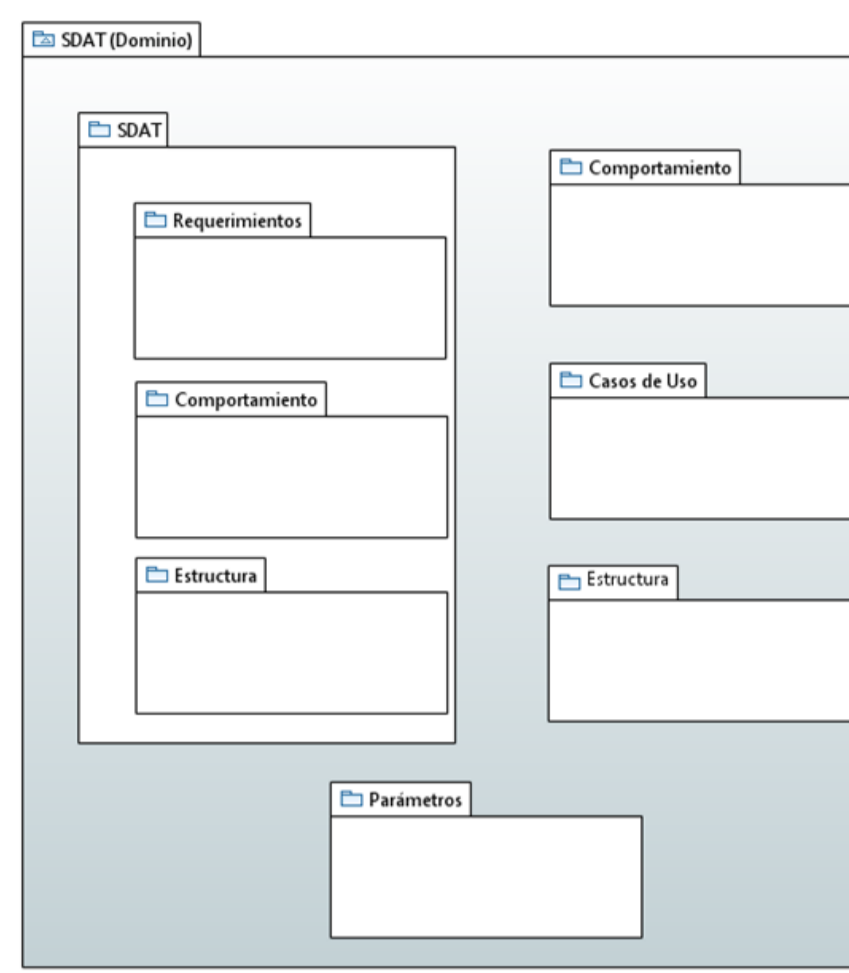 SDAT (Dominio)
SDAT
Requerimientos
Comportamiento
Estructura
Comportamiento
Casos de Uso
Estructura
Parámetros